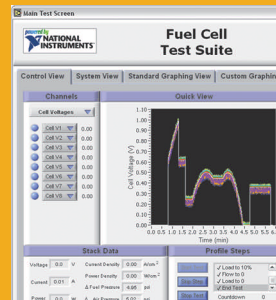 Main Test Screen
powered by
NATIONAL
INSTRUMENTS
Fuel Cell
Test Suite
Control View
System View
Standard Graphing View
Custom Graphin
Channels
Quick View
Cell Voltages
Cell V1 0.00
Cell V2 0.00
Cell V3 0.00
Cell V4 0.00
Cell V5 0.00
Cell V6 0.00
Cell V7 0.00
Cell V8 0.00
Cell Voltage (V)
1.10
1.00
0.90
0.80
0.70
0.60
0.50
0.40
0.30
0.20
0.10
0.00
0.0 0.5 1.0 1.5 2.0 2.5 3.0 3.5 4.0 4.5 5.0 5.5 6.
Time (min)
Stack Data
Voltage 0.0 V Current Density 0.00 A/cm²
Power Density 0.00 W/cm²
Current 0.01 A
Δ Fuel Pressure 4.95 psi
Power 0.0 W Δ Air Pressure 5.02 psi
Profile Steps
Load to 10%
Flow to 0
Load to 0
End Test
Countdown